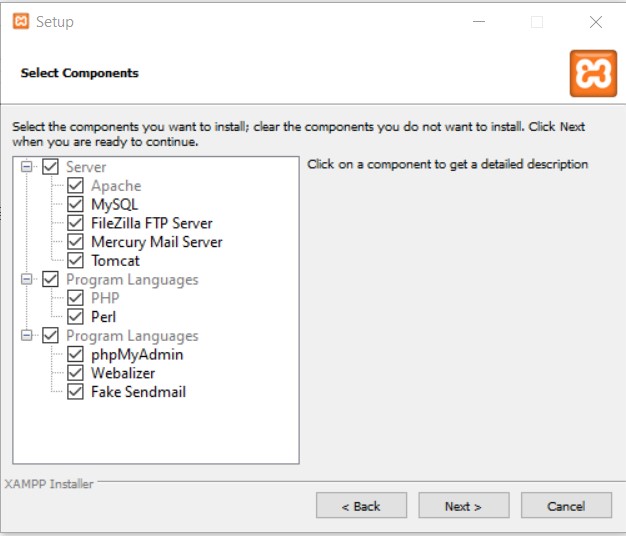 Setup
Select Components
Select the components you want to install; clear the components you do not want to install. Click Next
when you are ready to continue.
Server
Apache
MySQL
FileZilla FTP Server
Mercury Mail Server
Tomcat
Program Languages
PHP
Perl
Program Languages
phpMyAdmin
Webalizer
Fake Sendmail
Click on a component to get a detailed description
XAMPP Installer
< Back
Next >
Cancel